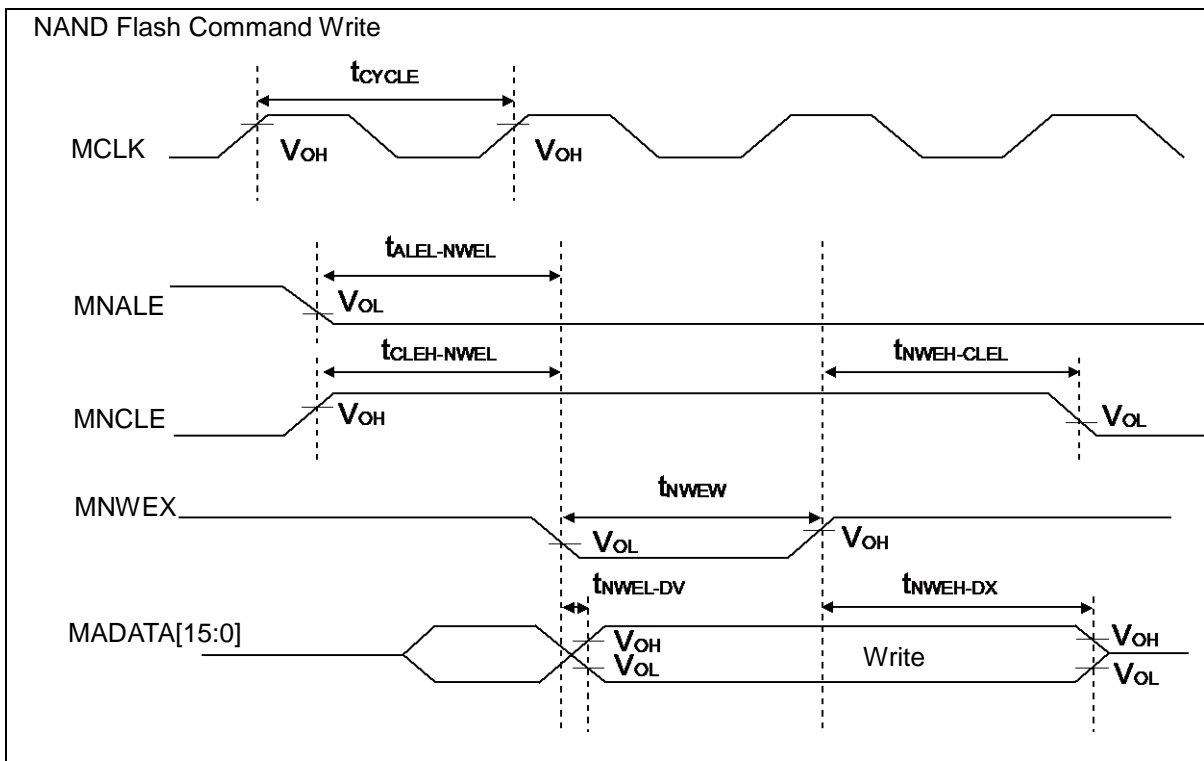 NAND Flash Command Write
tCYCLE
MCLK
VOH
VOH
tALEL-NWEL
MNALE
VOL
tCLEH-NWEL
tNWEH-CLEL
MNCLE
VOH
VOL
tNWEW
MNWEX
VOL
VOH
tNWEL-DV
tNWEH-DX
MADATA[15:0]
VOH
VOL
Write
VOH
VOL